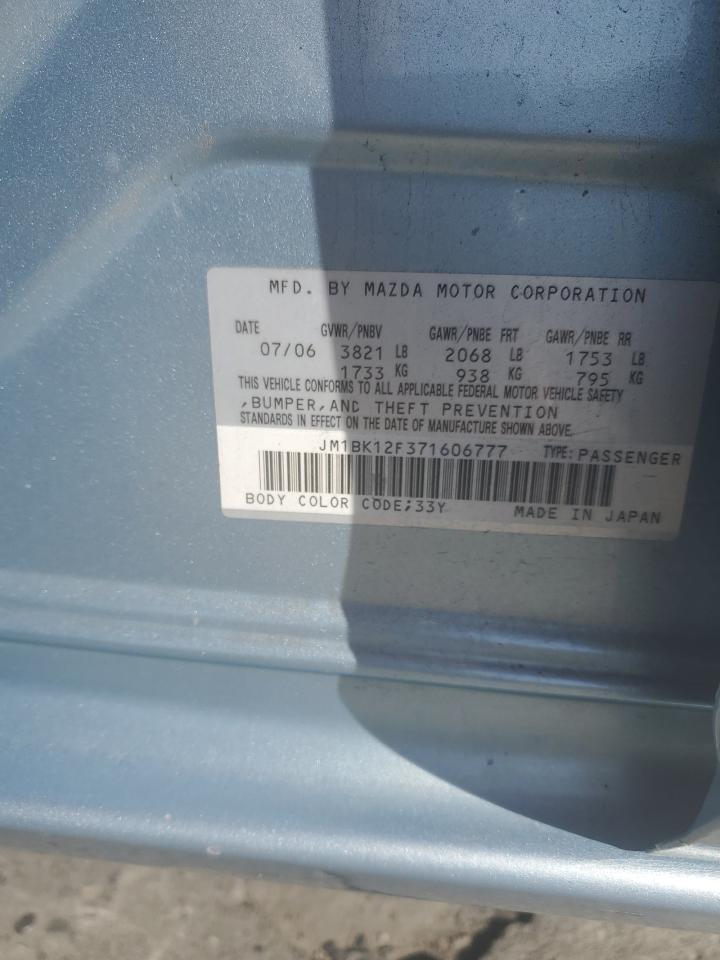 MFD. BY MAZDA MOTOR CORPORATION
DATE GVWR/PNBV GAWR/PNBE FRT GAWR/PNBE RR
07/06 3821 LB 2068 LB 1753 LB
1733 KG 938 KG 795 KG
THIS VEHICLE CONFORMS TO ALL APPLICABLE FEDERAL MOTOR VEHICLE SAFETY
,BUMPER,AND THEFT PREVENTION
STANDARDS IN EFFECT ON THE DATE OF MANUFACTURE SHOWN ABOVE.
JM1BK12F371606777 TYPE:PASSENGER
BODY COLOR CODE;33Y MADE IN JAPAN